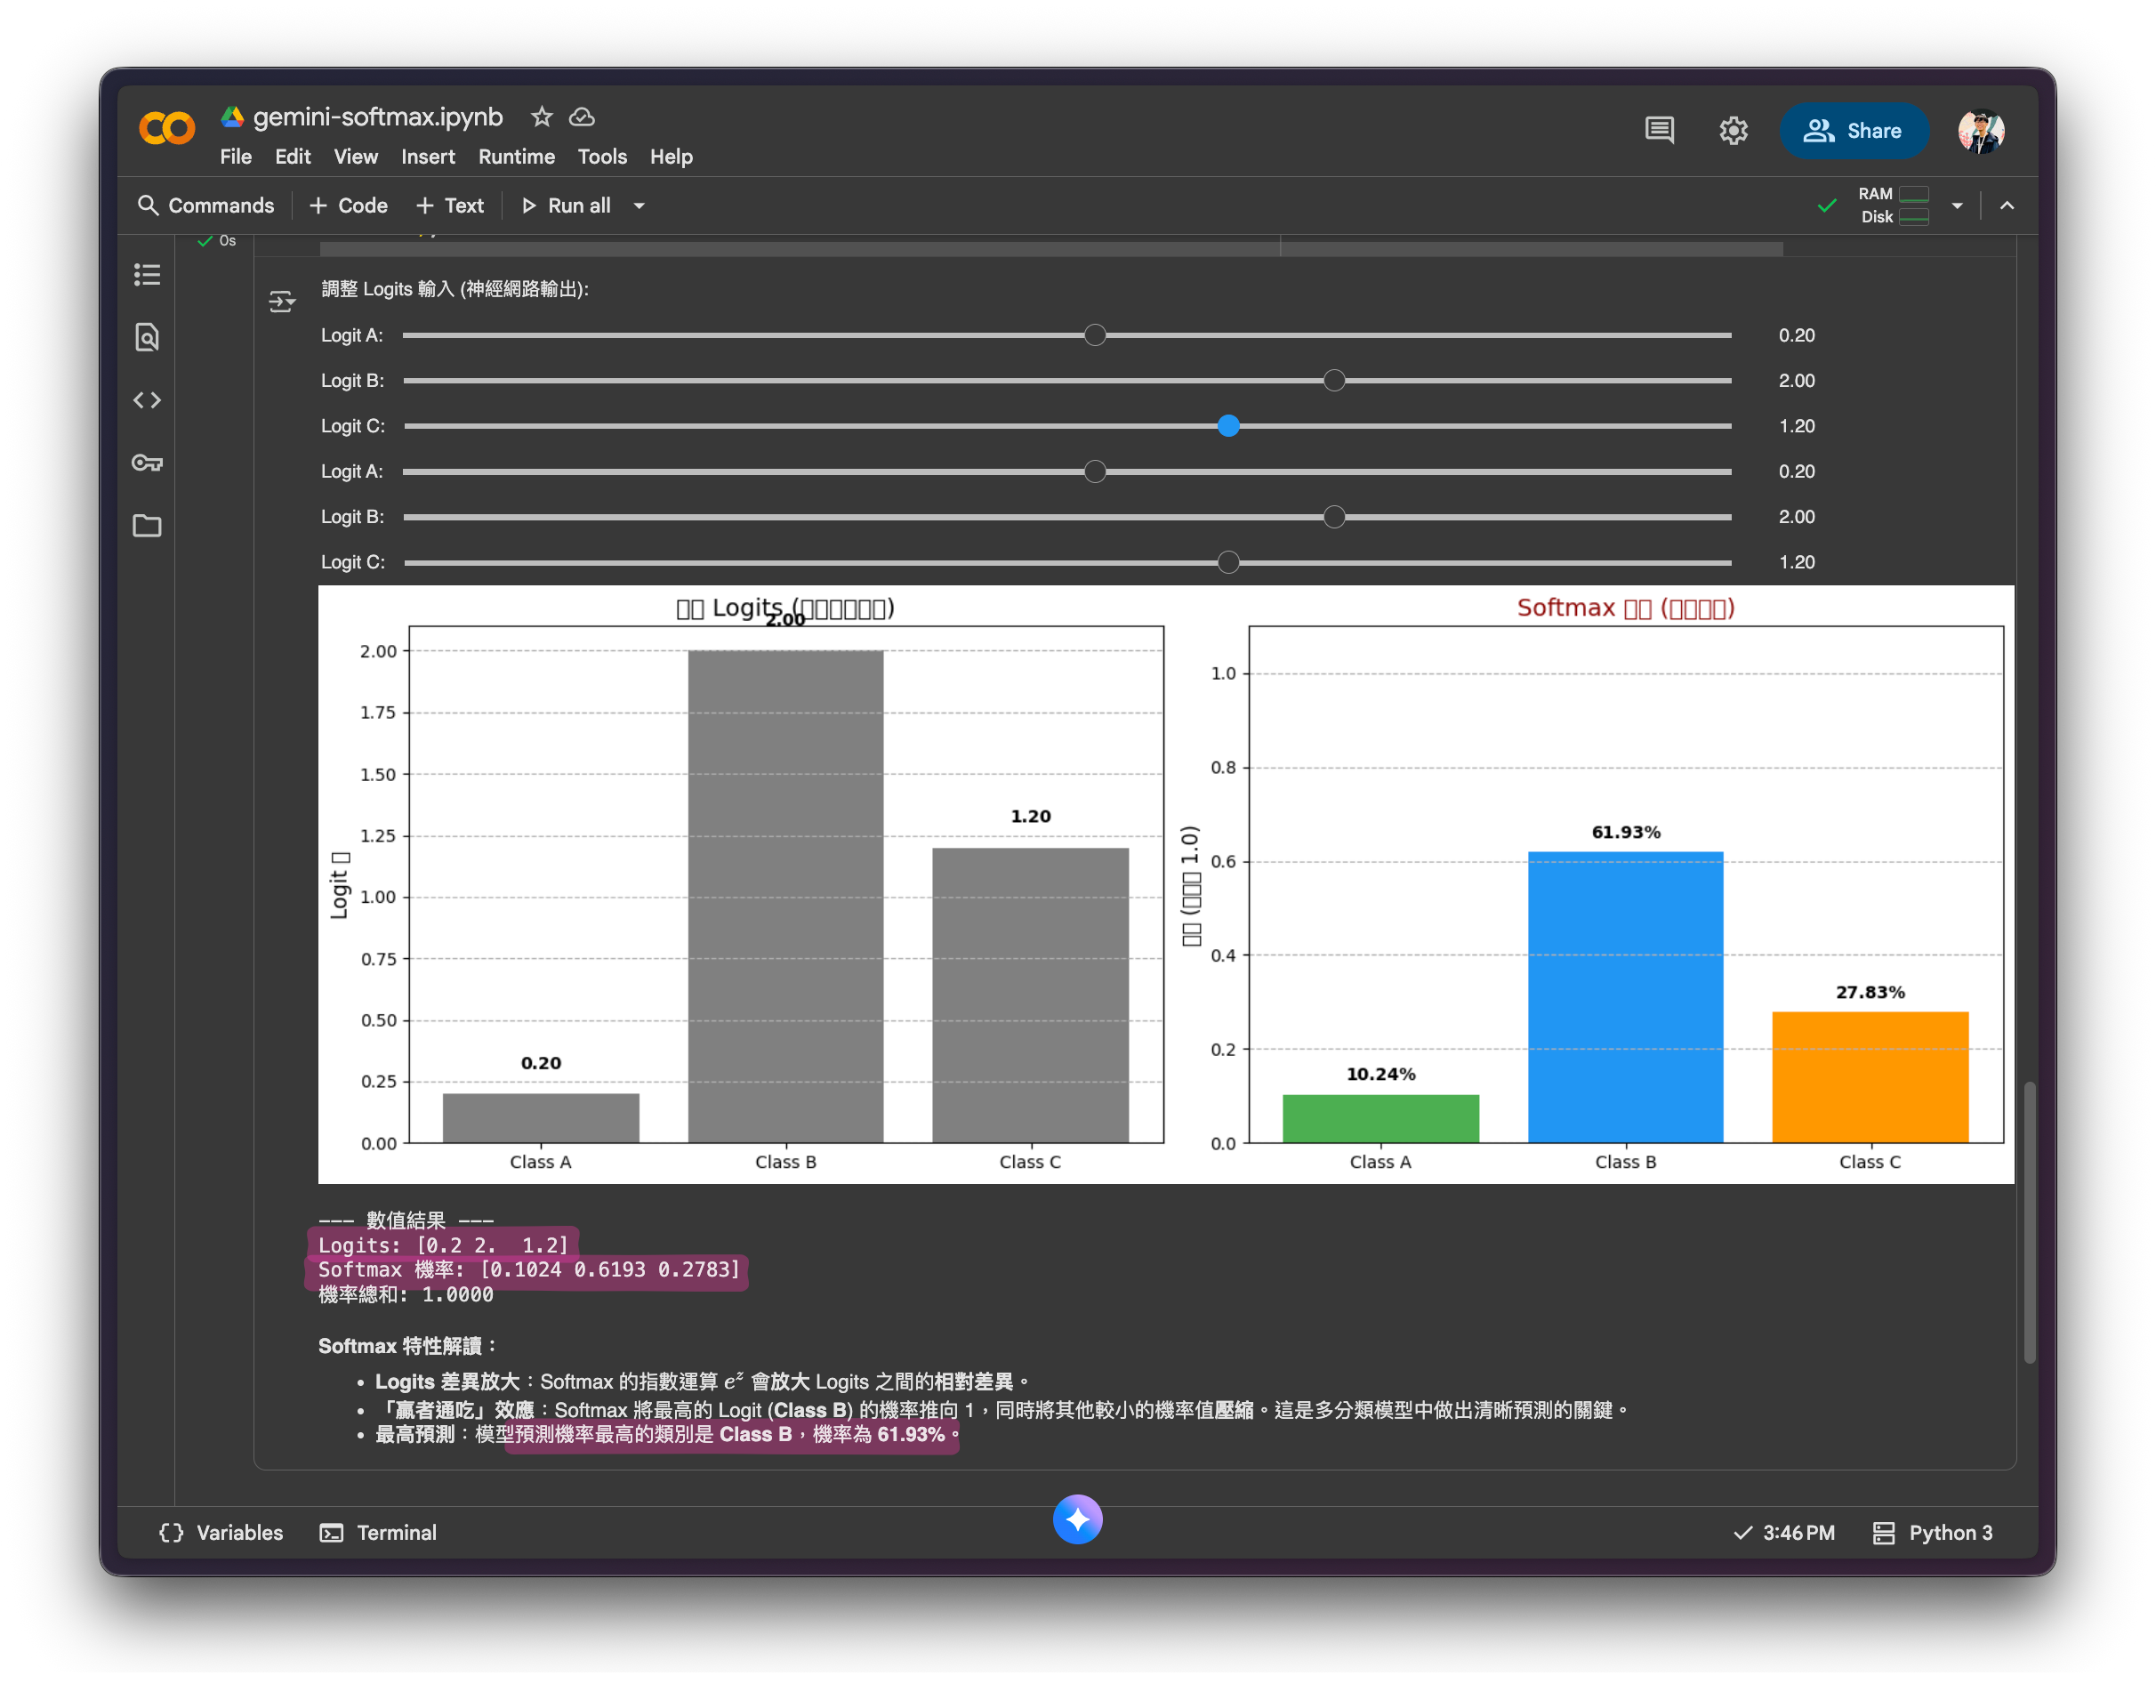 gemini-softmax.ipynb
File Edit View Insert Runtime Tools Help
Share
Commands + Code + Text Run all
RAM
Disk
0s
調整 Logits 輸入 (神經網路輸出):
Logit A: 0.20
Logit B: 2.00
Logit C: 1.20
Logit A: 0.20
Logit B: 2.00
Logit C: 1.20
Logits ( )
2.00
2.00
1.75
1.50
1.25
1.00
0.75
0.50
0.25
0.00
Logit
0.20
1.20
Class A Class B Class C
Softmax ( )
1.0
0.8
0.6
0.4
0.2
0.0
( 1.0)
10.24%
61.93%
27.83%
Class A Class B Class C
--- 數值結果 ---
Logits: [0.2 2.  1.2]
Softmax 機率: [0.1024 0.6193 0.2783]
機率總和: 1.0000
Softmax 特性解讀：
• Logits 差異放大：Softmax 的指數運算 e^z 會放大 Logits 之間的相對差異。
• 「贏者通吃」效應：Softmax 將最高的 Logit (Class B) 的機率推向 1，同時將其他較小的機率值壓縮。這是多分類模型中做出清晰預測的關鍵。
• 最高預測：模型預測機率最高的類別是 Class B，機率為 61.93%。
Variables Terminal 3:46 PM Python 3